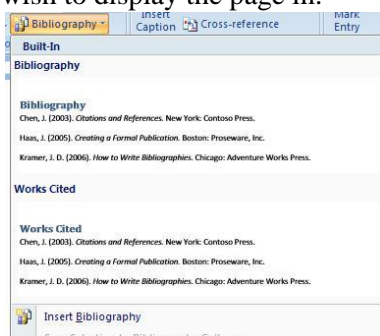 wish to display the page in.
Bibliography Insert Caption Cross-reference Mark Entry
Built-In
Bibliography
Bibliography
Chen, J. (2003). Citations and References. New York: Contoso Press.
Haas, J. (2005). Creating a Formal Publication. Boston: Proseware, Inc.
Kramer, J. D. (2006). How to Write Bibliographies. Chicago: Adventure Works Press.
Works Cited
Works Cited
Chen, J. (2003). Citations and References. New York: Contoso Press.
Haas, J. (2005). Creating a Formal Publication. Boston: Proseware, Inc.
Kramer, J. D. (2006). How to Write Bibliographies. Chicago: Adventure Works Press.
Insert Bibliography